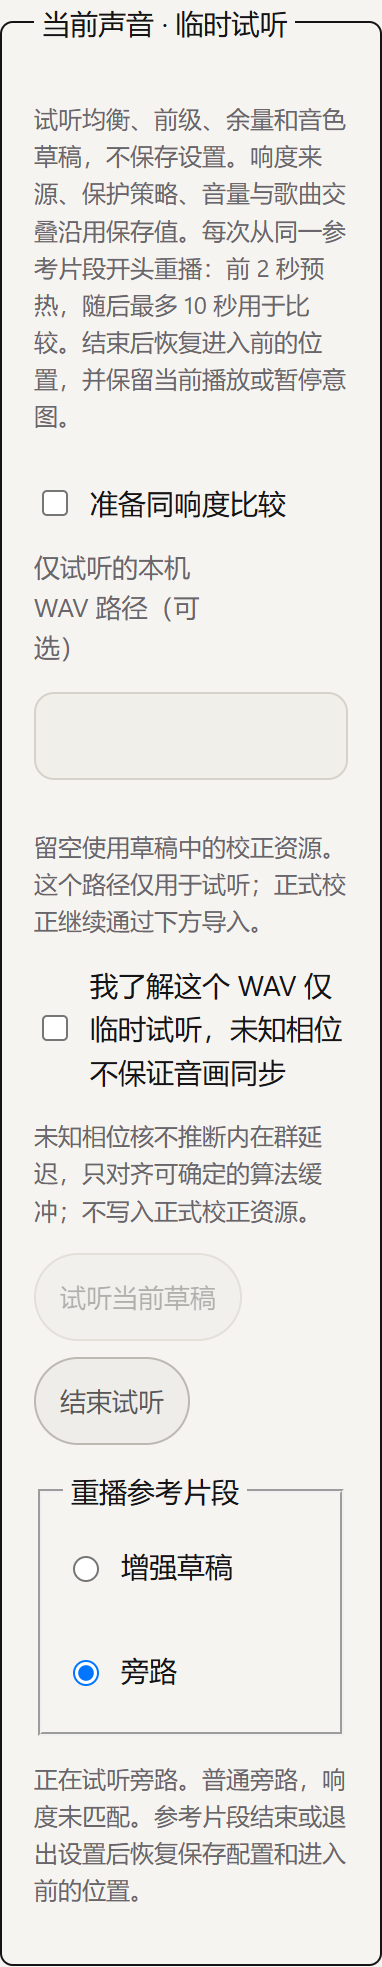 当前声音 · 临时试听
试听均衡、前级、余量和音色
草稿，不保存设置。响度来
源、保护策略、音量与歌曲交
叠沿用保存值。每次从同一参
考片段开头重播：前 2 秒预
热，随后最多 10 秒用于比
较。结束后恢复进入前的位
置，并保留当前播放或暂停意
图。
准备同响度比较
仅试听的本机
WAV 路径（可
选）
留空使用草稿中的校正资源。
这个路径仅用于试听；正式校
正继续通过下方导入。
我了解这个 WAV 仅
临时试听，未知相位
不保证音画同步
未知相位核不推断内在群延
迟，只对齐可确定的算法缓
冲；不写入正式校正资源。
试听当前草稿
结束试听
重播参考片段
增强草稿
旁路
正在试听旁路。普通旁路，响
度未匹配。参考片段结束或退
出设置后恢复保存配置和进入
前的位置。